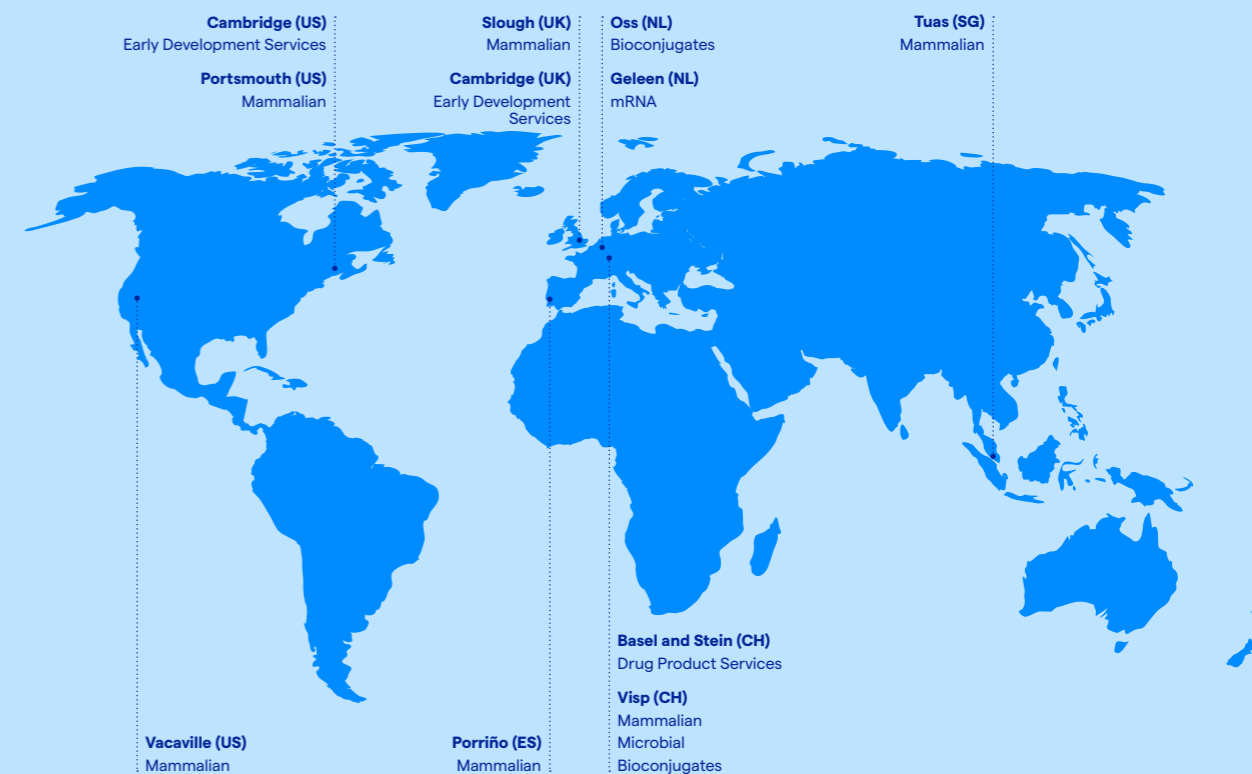 Cambridge (US)
Early Development Services
Portsmouth (US)
Mammalian
Slough (UK)
Mammalian
Cambridge (UK)
Early Development
Services
Oss (NL)
Bioconjugates
Geleen (NL)
mRNA
Tuas (SG)
Mammalian
Basel and Stein (CH)
Drug Product Services
Visp (CH)
Mammalian
Microbial
Bioconjugates
Vacaville (US)
Mammalian
Porriño (ES)
Mammalian